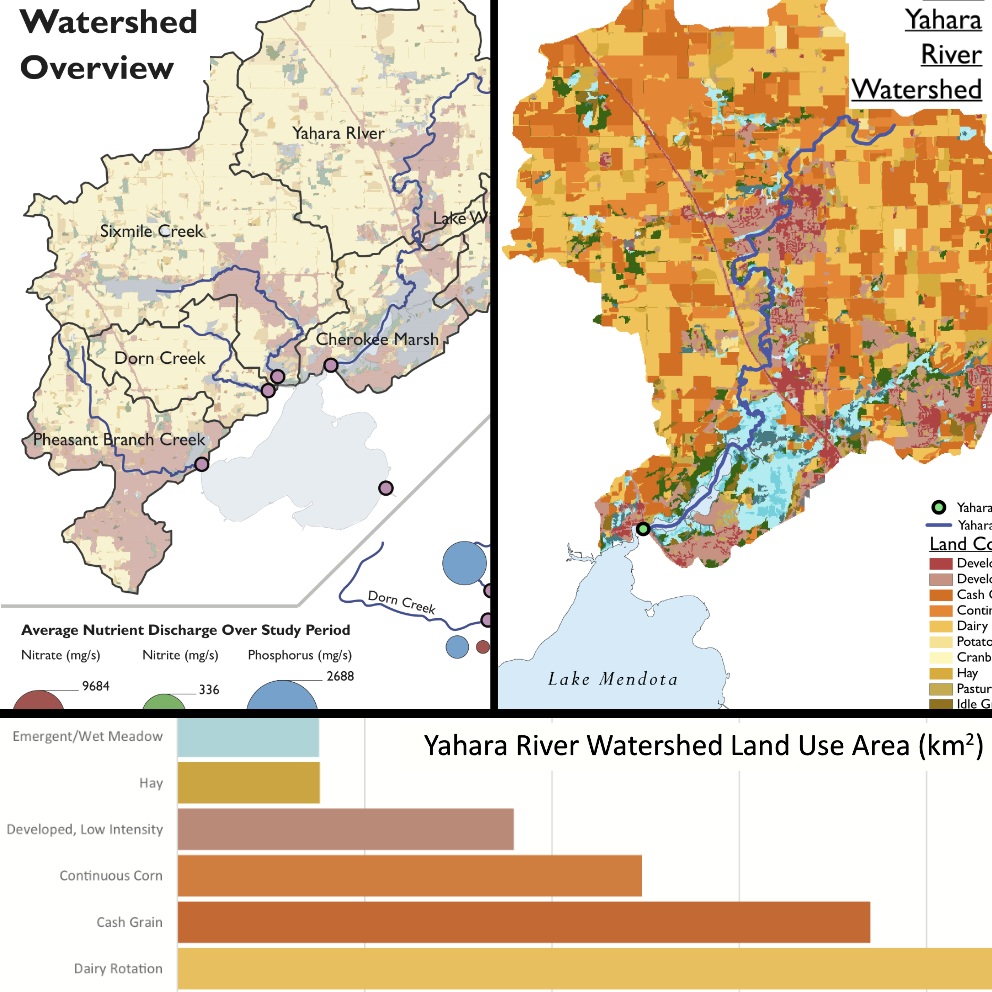 Watershed
Overview
Yahara RIver
Lake W
Sixmile Creek
Cherokee Marsh
Dorn Creek
Pheasant Branch Creek
Dorn Creek
Average Nutrient Discharge Over Study Period
Nitrate (mg/s)
Nitrite (mg/s)
Phosphorus (mg/s)
9684
336
2688
Yahara
River
Watershed
Yahara
Yahara
Land Co
Develo
Develo
Cash G
Contin
Dairy
Potato
Cranb
Hay
Pastur
Idle Gr
Lake Mendota
Yahara River Watershed Land Use Area (km²)
Emergent/Wet Meadow
Hay
Developed, Low Intensity
Continuous Corn
Cash Grain
Dairy Rotation